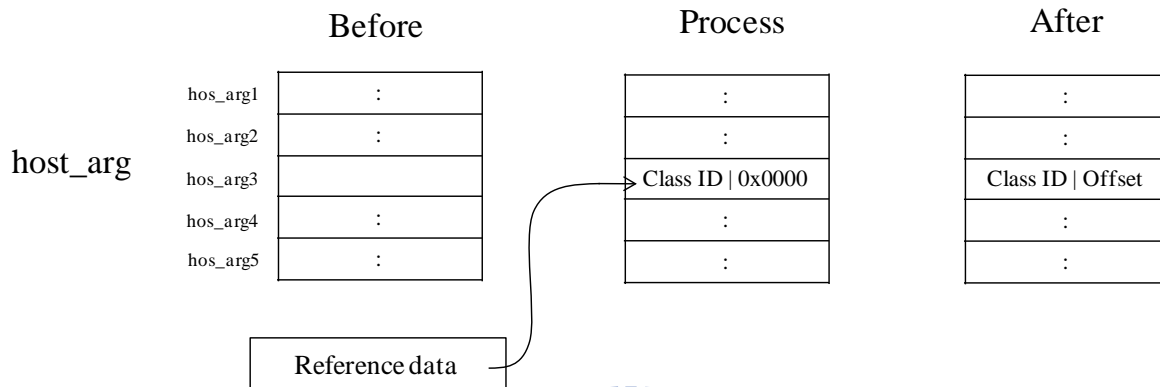 Before Process After
hos_arg1 : : :
hos_arg2 : : :
host_arg hos_arg3 Class ID | 0x0000 Class ID | Offset
hos_arg4 : : :
hos_arg5 : : :
Reference data